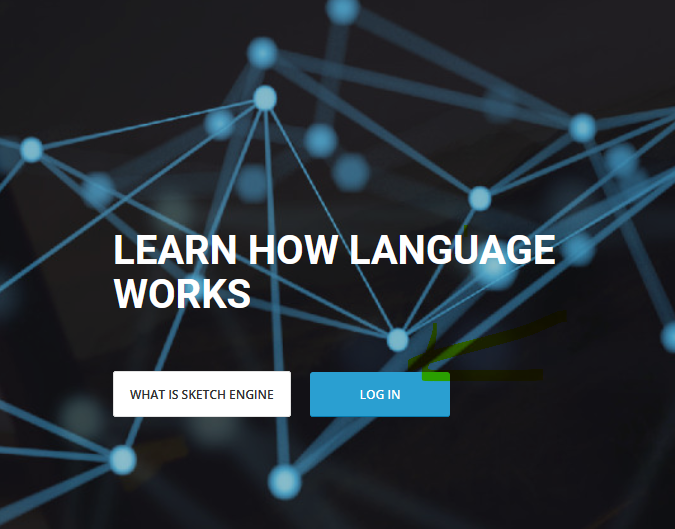 LEARN HOW LANGUAGE
WORKS
WHAT IS SKETCH ENGINE
LOG IN